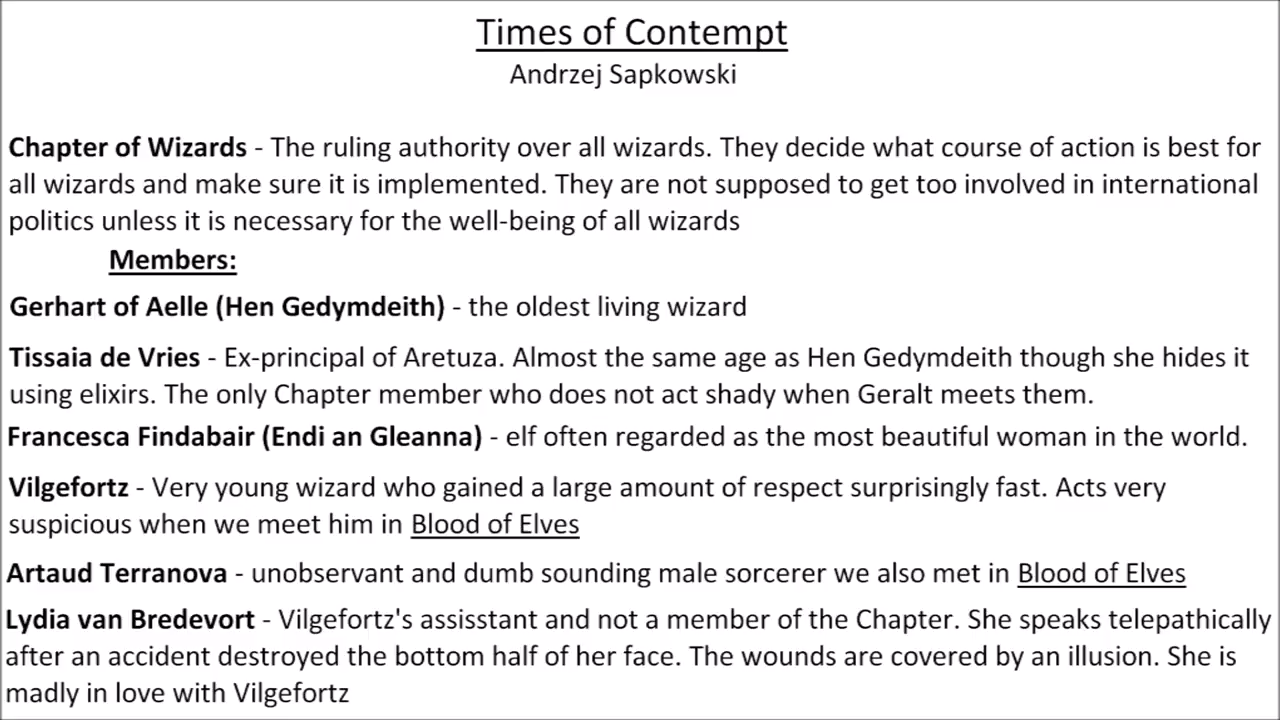 Times of Contempt
Andrzej Sapkowski
Chapter of Wizards - The ruling authority over all wizards. They decide what course of action is best for
all wizards and make sure it is implemented. They are not supposed to get too involved in international
politics unless it is necessary for the well-being of all wizards
Members:
Gerhart of Aelle (Hen Gedymdeith) - the oldest living wizard
Tissaia de Vries - Ex-principal of Aretuza. Almost the same age as Hen Gedymdeith though she hides it
using elixirs. The only Chapter member who does not act shady when Geralt meets them.
Francesca Findabair (Endi an Gleanna) - elf often regarded as the most beautiful woman in the world.
Vilgefortz - Very young wizard who gained a large amount of respect surprisingly fast. Acts very
suspicious when we meet him in Blood of Elves
Artaud Terranova - unobservant and dumb sounding male sorcerer we also met in Blood of Elves
Lydia van Bredevort - Vilgefortz's assisstant and not a member of the Chapter. She speaks telepathically
after an accident destroyed the bottom half of her face. The wounds are covered by an illusion. She is
madly in love with Vilgefortz